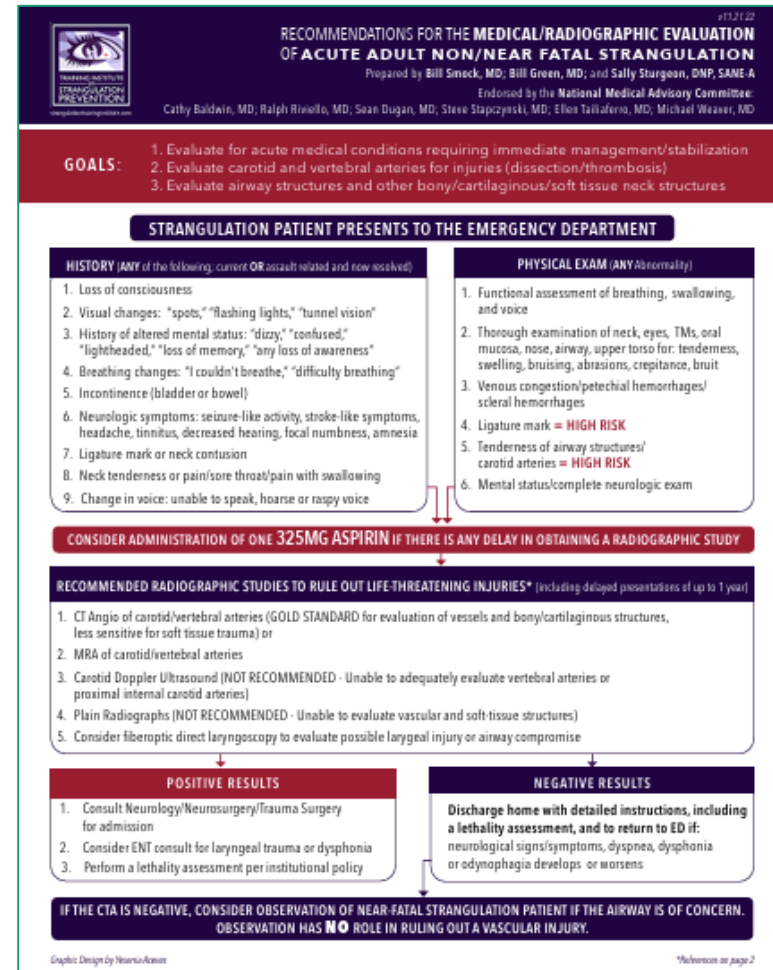 v11.21.22
RECOMMENDATIONS FOR THE MEDICAL/RADIOGRAPHIC EVALUATION
OF ACUTE ADULT NON/NEAR FATAL STRANGULATION
Prepared by Bill Smock, MD; Bill Green, MD; and Sally Sturgeon, DNP, SANE-A
Endorsed by the National Medical Advisory Committee:
Cathy Baldwin, MD; Ralph Riviello, MD; Sean Dugan, MD; Steve Stapczynski, MD; Ellen Tailiaferro, MD; Michael Weaver, MD
TRAINING INSTITUTE
ON
STRANGULATION
PREVENTION
strangulationtraininginstitute.com
GOALS:
1. Evaluate for acute medical conditions requiring immediate management/stabilization
2. Evaluate carotid and vertebral arteries for injuries (dissection/thrombosis)
3. Evaluate airway structures and other bony/cartilaginous/soft tissue neck structures
STRANGULATION PATIENT PRESENTS TO THE EMERGENCY DEPARTMENT
HISTORY (ANY of the following; current OR assault related and now resolved)
1. Loss of consciousness
2. Visual changes: "spots," "flashing lights," "tunnel vision"
3. History of altered mental status: "dizzy," "confused,"
"lightheaded," "loss of memory," "any loss of awareness"
4. Breathing changes: "I couldn't breathe," "difficulty breathing"
5. Incontinence (bladder or bowel)
6. Neurologic symptoms: seizure-like activity, stroke-like symptoms,
headache, tinnitus, decreased hearing, focal numbness, amnesia
7. Ligature mark or neck contusion
8. Neck tenderness or pain/sore throat/pain with swallowing
9. Change in voice: unable to speak, hoarse or raspy voice
PHYSICAL EXAM (ANY Abnormality)
1. Functional assessment of breathing, swallowing,
and voice
2. Thorough examination of neck, eyes, TMs, oral
mucosa, nose, airway, upper torso for: tenderness,
swelling, bruising, abrasions, crepitance, bruit
3. Venous congestion/petechial hemorrhages/
scleral hemorrhages
4. Ligature mark = HIGH RISK
5. Tenderness of airway structures/
carotid arteries = HIGH RISK
6. Mental status/complete neurologic exam
CONSIDER ADMINISTRATION OF ONE 325MG ASPIRIN IF THERE IS ANY DELAY IN OBTAINING A RADIOGRAPHIC STUDY
RECOMMENDED RADIOGRAPHIC STUDIES TO RULE OUT LIFE-THREATENING INJURIES* (including delayed presentations of up to 1 year)
1. CT Angio of carotid/vertebral arteries (GOLD STANDARD for evaluation of vessels and bony/cartilaginous structures,
less sensitive for soft tissue trauma) or
2. MRA of carotid/vertebral arteries
3. Carotid Doppler Ultrasound (NOT RECOMMENDED - Unable to adequately evaluate vertebral arteries or
proximal internal carotid arteries)
4. Plain Radiographs (NOT RECOMMENDED - Unable to evaluate vascular and soft-tissue structures)
5. Consider fiberoptic direct laryngoscopy to evaluate possible larygeal injury or airway compromise
POSITIVE RESULTS
1. Consult Neurology/Neurosurgery/Trauma Surgery
for admission
2. Consider ENT consult for laryngeal trauma or dysphonia
3. Perform a lethality assessment per institutional policy
NEGATIVE RESULTS
Discharge home with detailed instructions, including
a lethality assessment, and to return to ED if:
neurological signs/symptoms, dyspnea, dysphonia
or odynophagia develops or worsens
IF THE CTA IS NEGATIVE, CONSIDER OBSERVATION OF NEAR-FATAL STRANGULATION PATIENT IF THE AIRWAY IS OF CONCERN.
OBSERVATION HAS NO ROLE IN RULING OUT A VASCULAR INJURY.
Graphic Design by Yesenia Aceves
*References on page 2